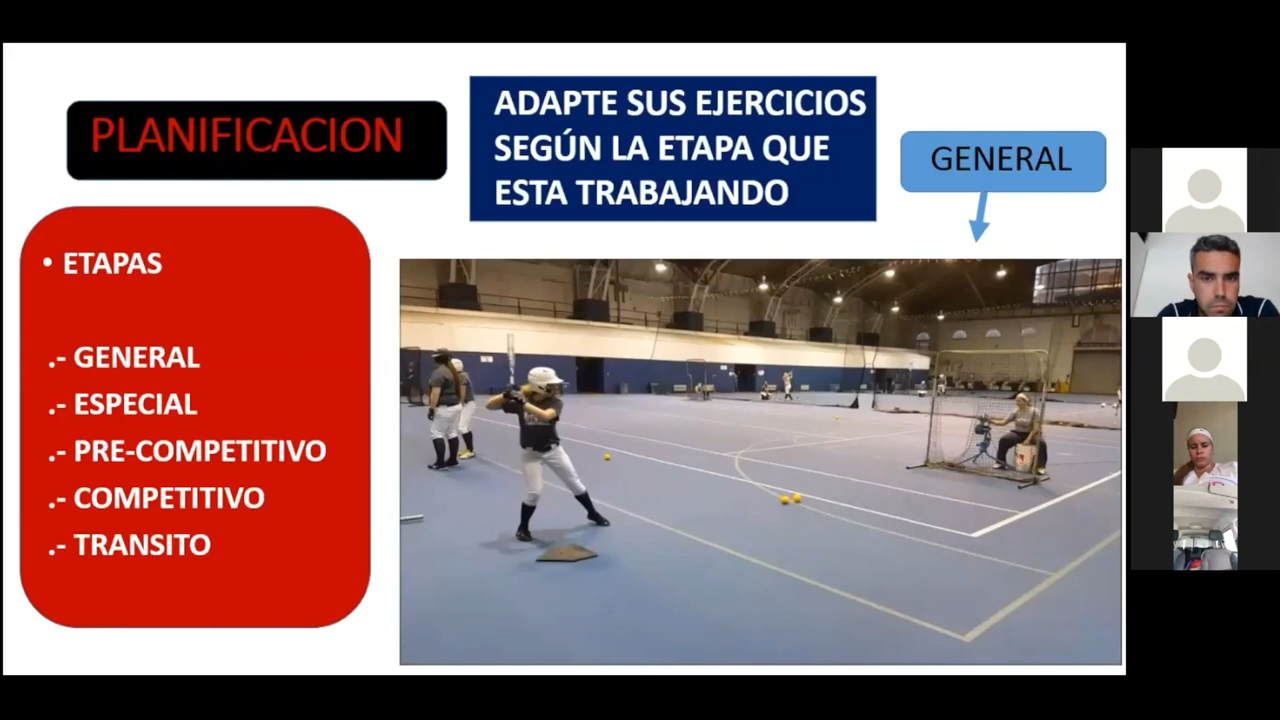 PLANIFICACION
ADAPTE SUS EJERCICIOS
SEGÚN LA ETAPA QUE
ESTA TRABAJANDO
GENERAL
• ETAPAS
.- GENERAL
.- ESPECIAL
.- PRE-COMPETITIVO
.- COMPETITIVO
.- TRANSITO